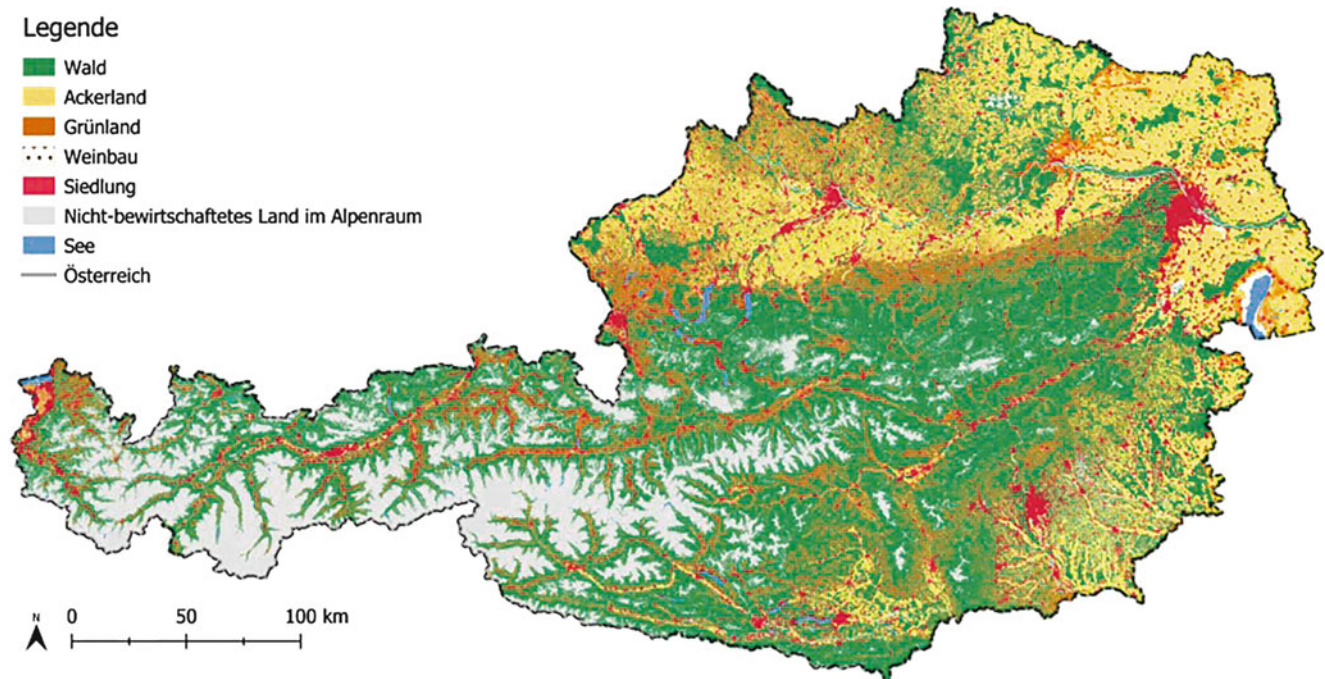 Legende
Wald
Ackerland
Grünland
Weinbau
Siedlung
Nicht-bewirtschaftetes Land im Alpenraum
See
Österreich
N
0 50 100 km